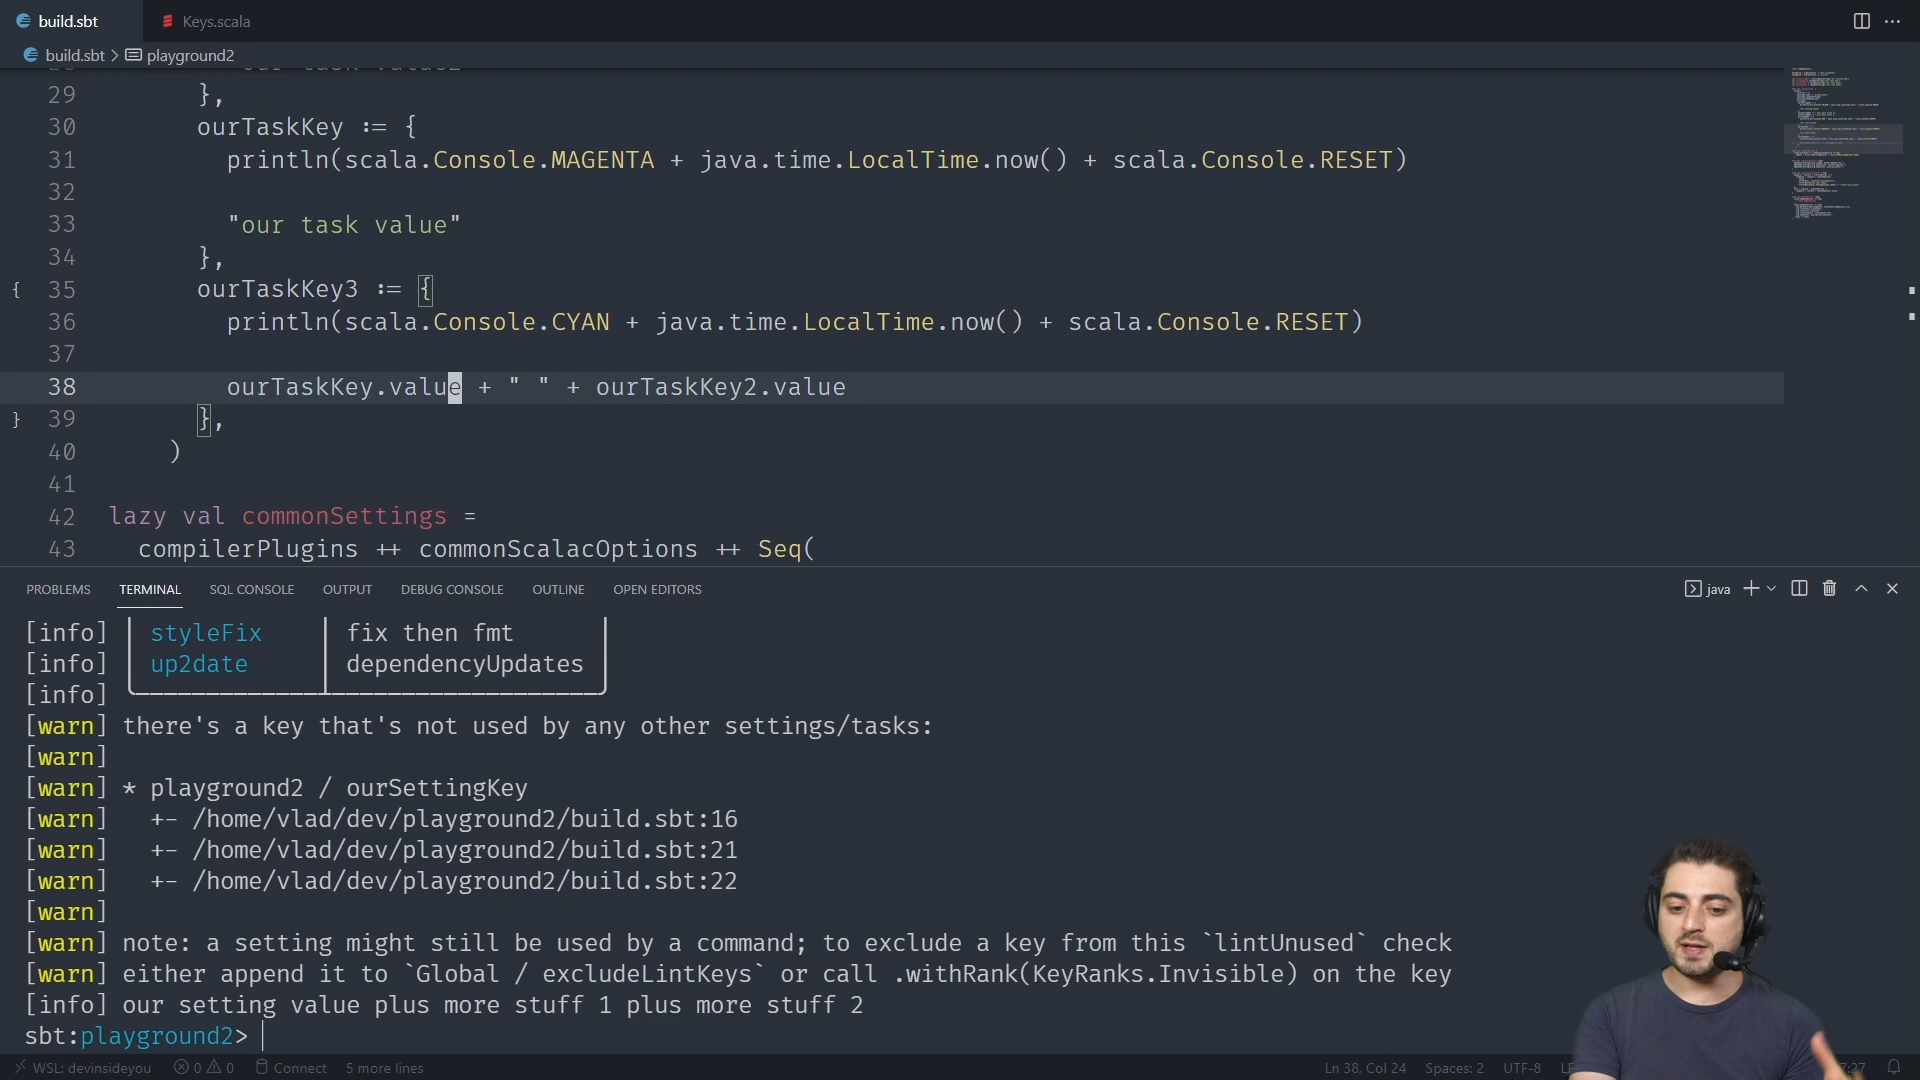 build.sbt
Keys.scala
build.sbt > playground2
29 },
30 ourTaskKey := {
31 println(scala.Console.MAGENTA + java.time.LocalTime.now() + scala.Console.RESET)
32
33 "our task value"
34 },
35 ourTaskKey3 := {
36 println(scala.Console.CYAN + java.time.LocalTime.now() + scala.Console.RESET)
37
38 ourTaskKey.value + " " + ourTaskKey2.value
39 },
40 )
41
42 lazy val commonSettings =
43 compilerPlugins ++ commonScalacOptions ++ Seq(
PROBLEMS TERMINAL SQL CONSOLE OUTPUT DEBUG CONSOLE OUTLINE OPEN EDITORS java
[info] styleFix fix then fmt
[info] up2date dependencyUpdates
[info]
[warn] there's a key that's not used by any other settings/tasks:
[warn]
[warn] * playground2 / ourSettingKey
[warn] +- /home/vlad/dev/playground2/build.sbt:16
[warn] +- /home/vlad/dev/playground2/build.sbt:21
[warn] +- /home/vlad/dev/playground2/build.sbt:22
[warn]
[warn] note: a setting might still be used by a command; to exclude a key from this `lintUnused` check
[warn] either append it to `Global / excludeLintKeys` or call .withRank(KeyRanks.Invisible) on the key
[info] our setting value plus more stuff 1 plus more stuff 2
sbt:playground2>
WSL: devinsideyou 0 0 Connect 5 more lines Ln 38, Col 24 Spaces: 2 UTF-8